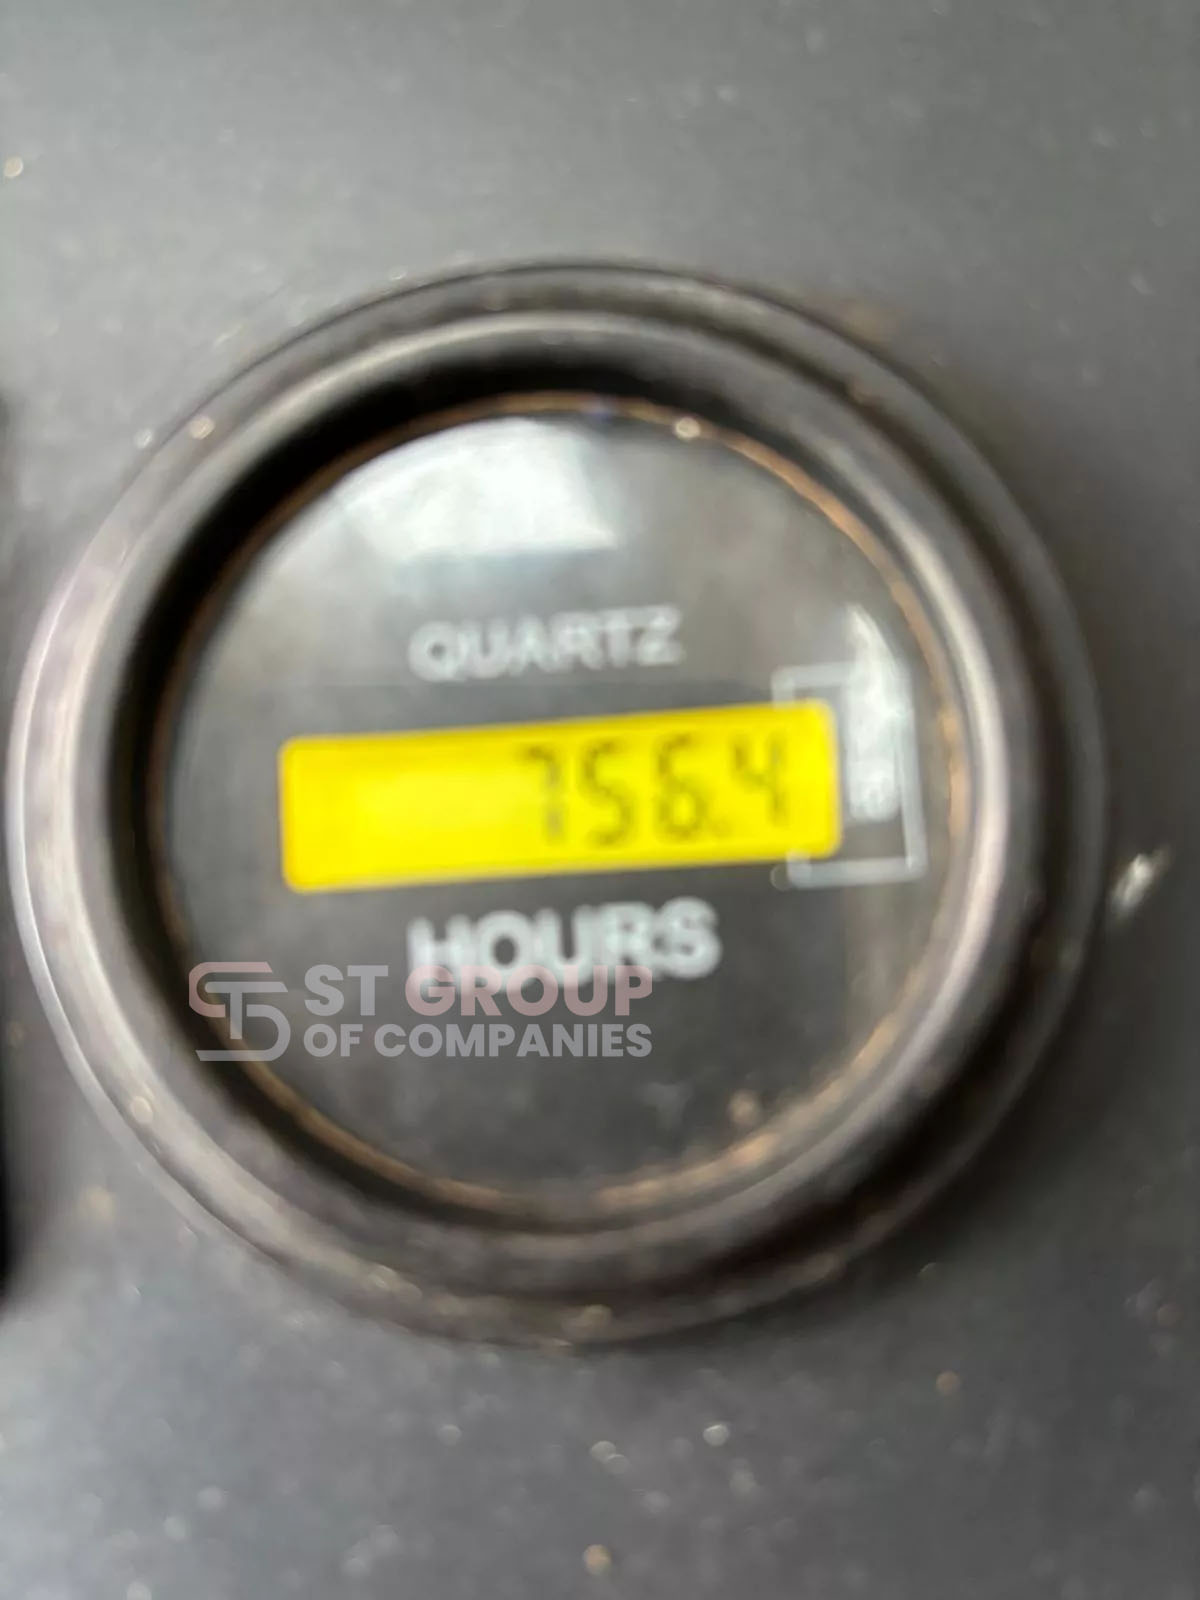 QUARTZ
756.4
HOURS
ST GROUP
OF COMPANIES